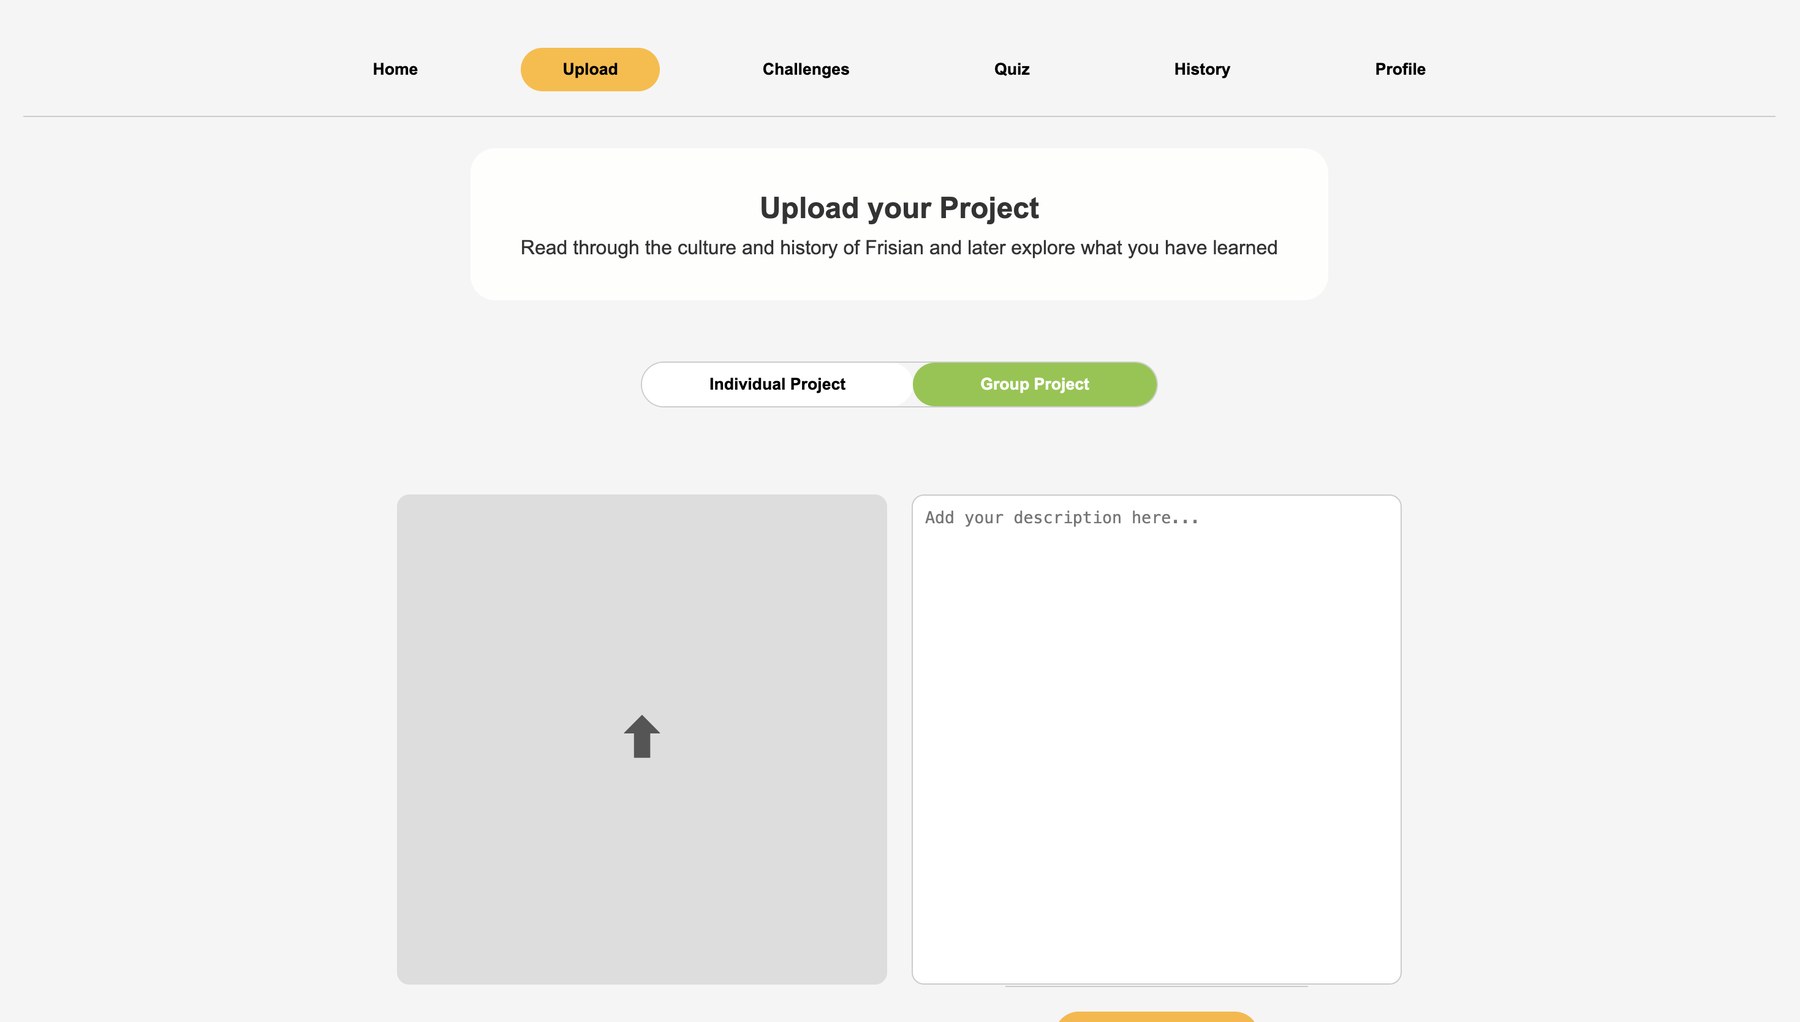 Home Upload Challenges Quiz History Profile
Upload your Project
Read through the culture and history of Frisian and later explore what you have learned
Individual Project Group Project
Add your description here...